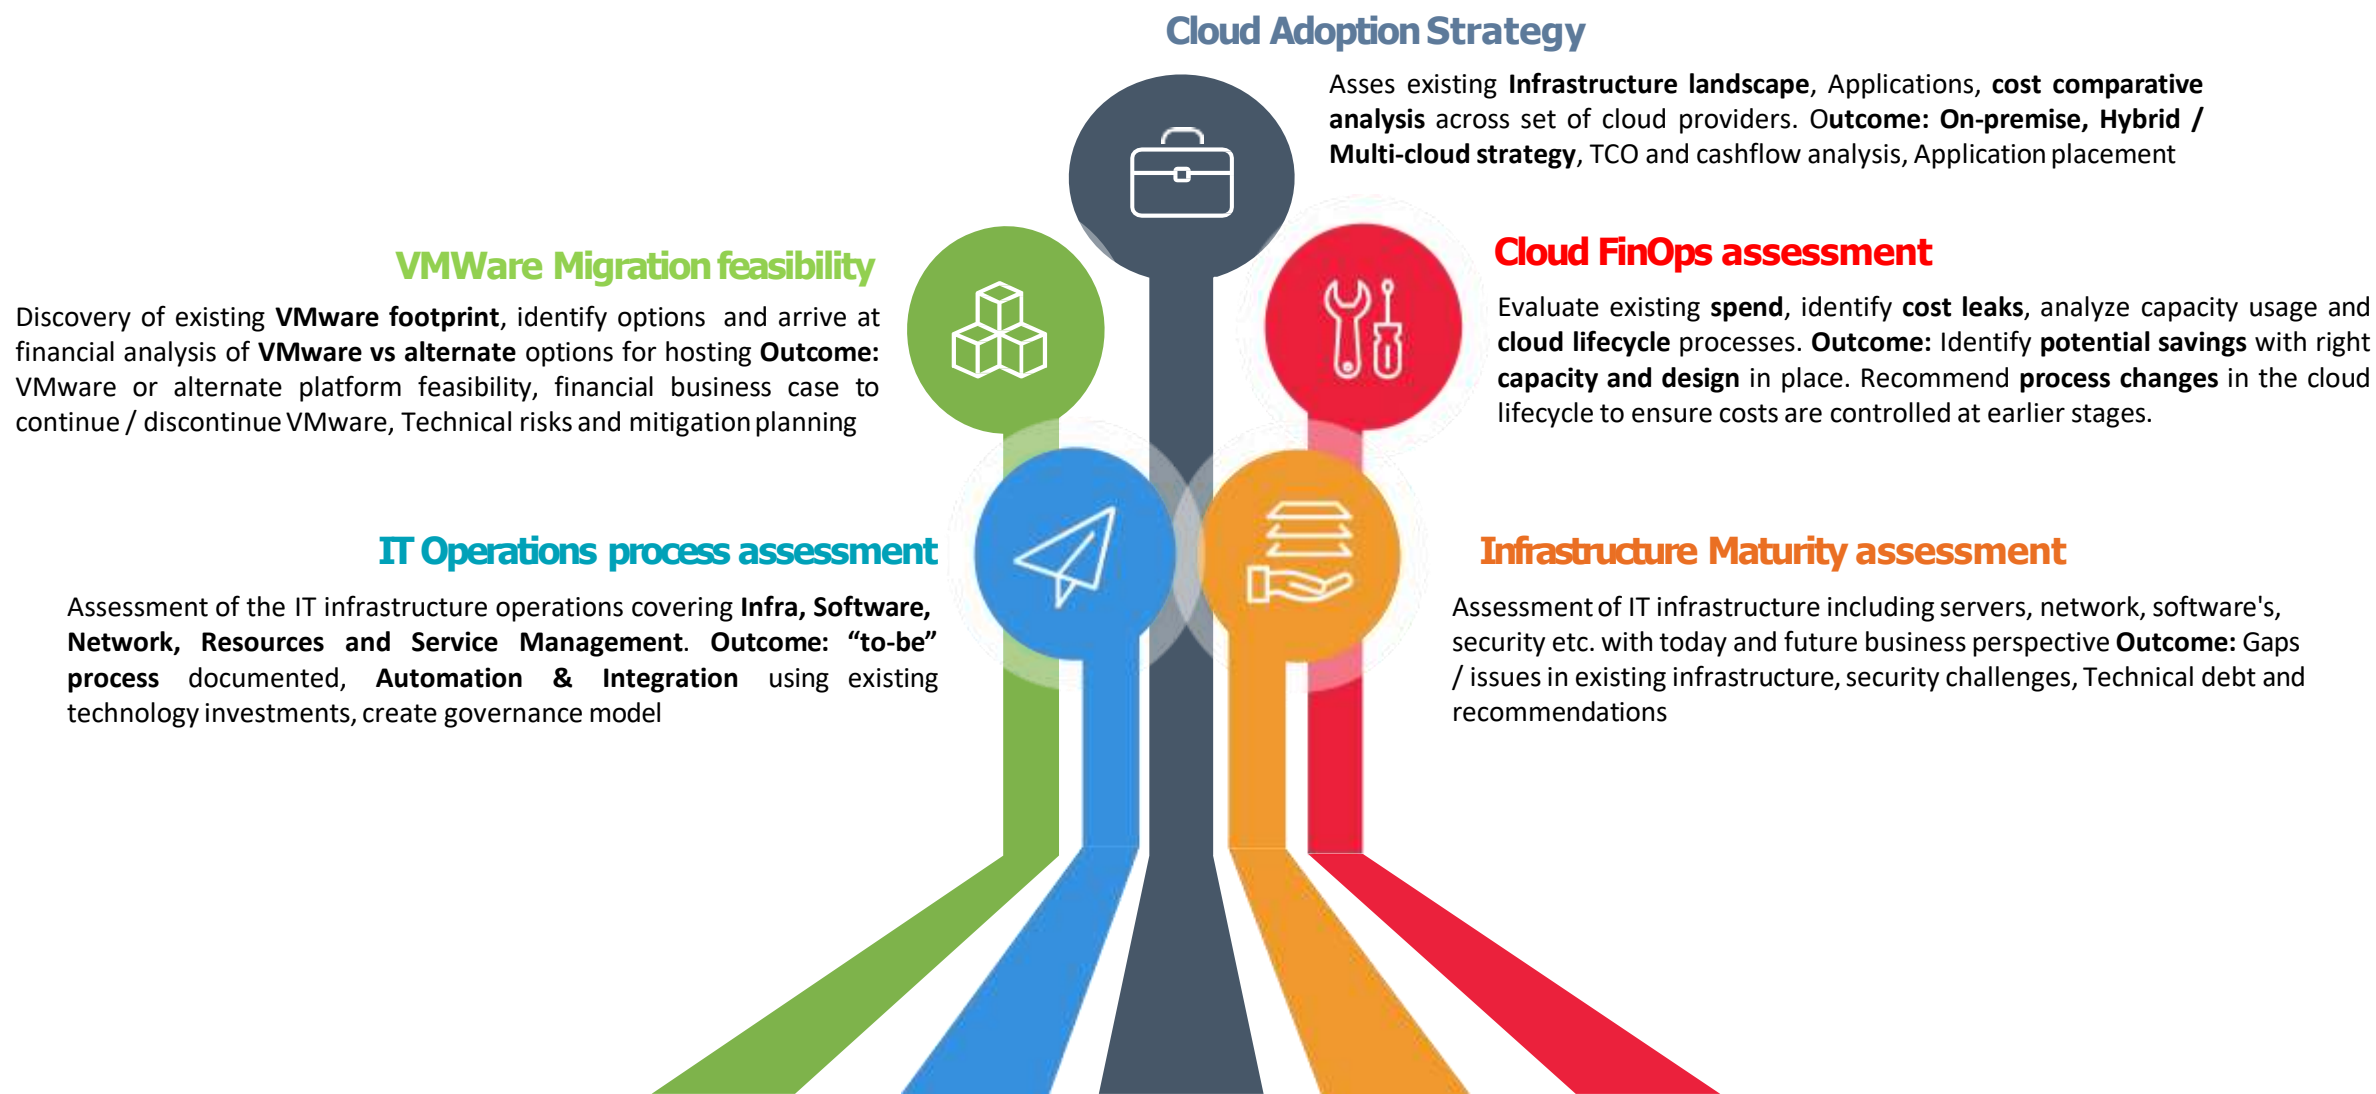 Cloud Adoption Strategy
Asses existing Infrastructure landscape, Applications, cost comparative
analysis across set of cloud providers. Outcome: On-premise, Hybrid /
Multi-cloud strategy, TCO and cashflow analysis, Application placement
VMWare Migration feasibility
Discovery of existing VMware footprint, identify options and arrive at
financial analysis of VMware vs alternate options for hosting Outcome:
VMware or alternate platform feasibility, financial business case to
continue / discontinue VMware, Technical risks and mitigation planning
Cloud FinOps assessment
Evaluate existing spend, identify cost leaks, analyze capacity usage and
cloud lifecycle processes. Outcome: Identify potential savings with right
capacity and design in place. Recommend process changes in the cloud
lifecycle to ensure costs are controlled at earlier stages.
IT Operations process assessment
Assessment of the IT infrastructure operations covering Infra, Software,
Network, Resources and Service Management. Outcome: “to-be”
process documented, Automation & Integration using existing
technology investments, create governance model
Infrastructure Maturity assessment
Assessment of IT infrastructure including servers, network, software's,
security etc. with today and future business perspective Outcome: Gaps
/ issues in existing infrastructure, security challenges, Technical debt and
recommendations